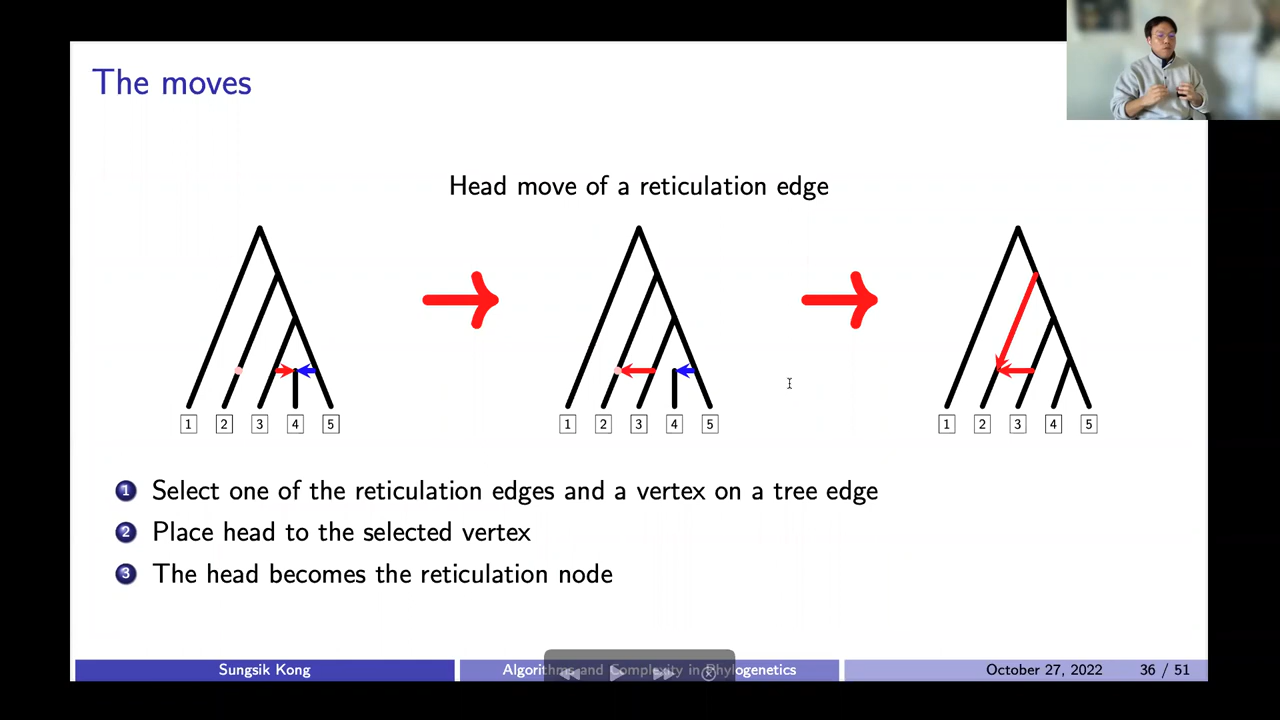 The moves
Head move of a reticulation edge
1 2 3 4 5 1 2 3 4 5 1 2 3 4 5
1 Select one of the reticulation edges and a vertex on a tree edge
2 Place head to the selected vertex
3 The head becomes the reticulation node
Sungsik Kong Algorithms and Complexity in Phylogenetics October 27, 2022 36 / 51